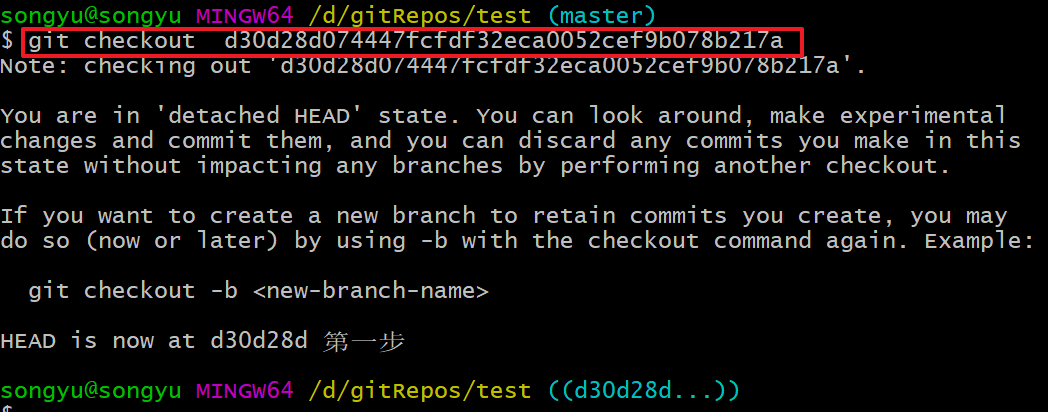 songyu@songyu MINGW64 /d/gitRepos/test (master)
$ git checkout  d30d28d074447fcfdf32eca0052cef9b078b217a
Note: checking out 'd30d28d074447fcfdf32eca0052cef9b078b217a'.
You are in 'detached HEAD' state. You can look around, make experimental
changes and commit them, and you can discard any commits you make in this
state without impacting any branches by performing another checkout.
If you want to create a new branch to retain commits you create, you may
do so (now or later) by using -b with the checkout command again. Example:
  git checkout -b <new-branch-name>
HEAD is now at d30d28d 第一步
songyu@songyu MINGW64 /d/gitRepos/test ((d30d28d...))
$